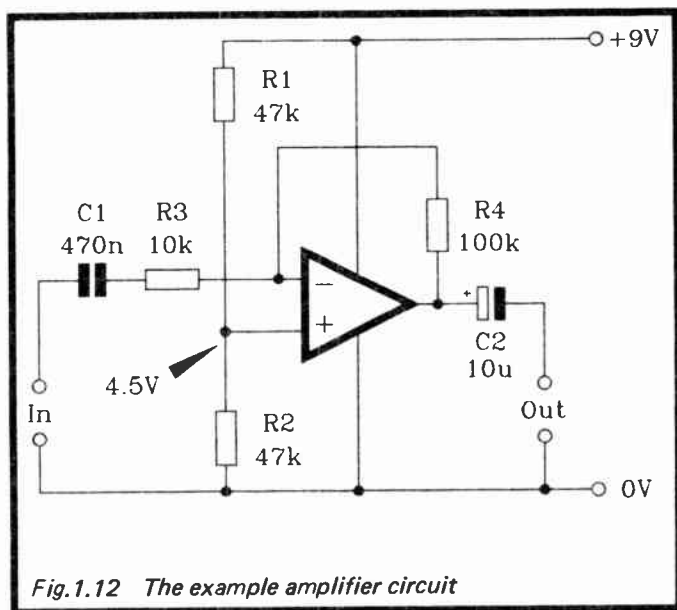 +9V
R1
47k
C1
470n
R3
10k
R4
100k
−
+
+
C2
10u
4.5V
In
R2
47k
Out
0V
Fig.1.12 The example amplifier circuit